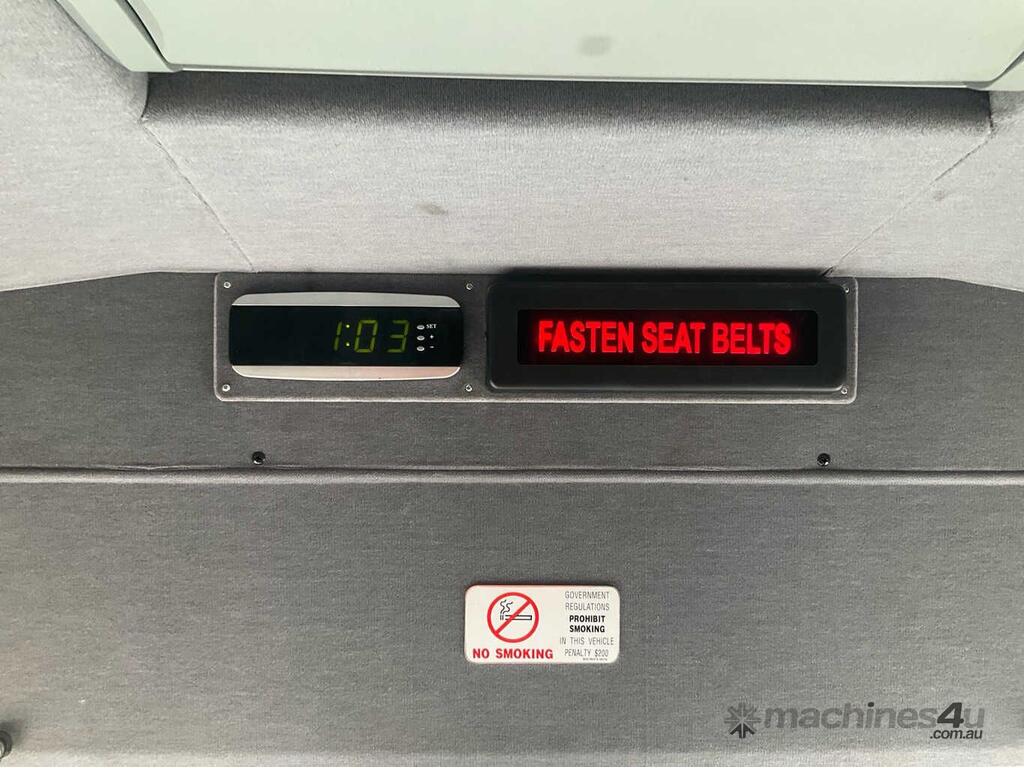 1:03
SET
+
-
FASTEN SEAT BELTS
NO SMOKING
GOVERNMENT
REGULATIONS
PROHIBIT
SMOKING
IN THIS VEHICLE
PENALTY $200
machines4u
.com.au